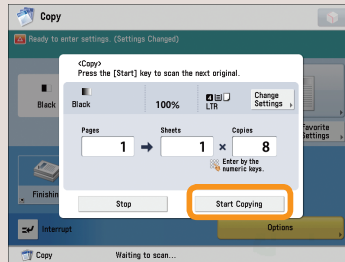 Copy
Ready to enter settings. (Settings Changed)
<Copy>
Press the [Start] key to scan the next original.
Black
Black
100%
LTR
Change
Settings
Pages
Sheets
Copies
1
1
×
8
Enter by the
numeric keys.
Favorite
Settings
Finishin
Stop
Start Copying
Interrupt
Options
Copy
Waiting to scan...